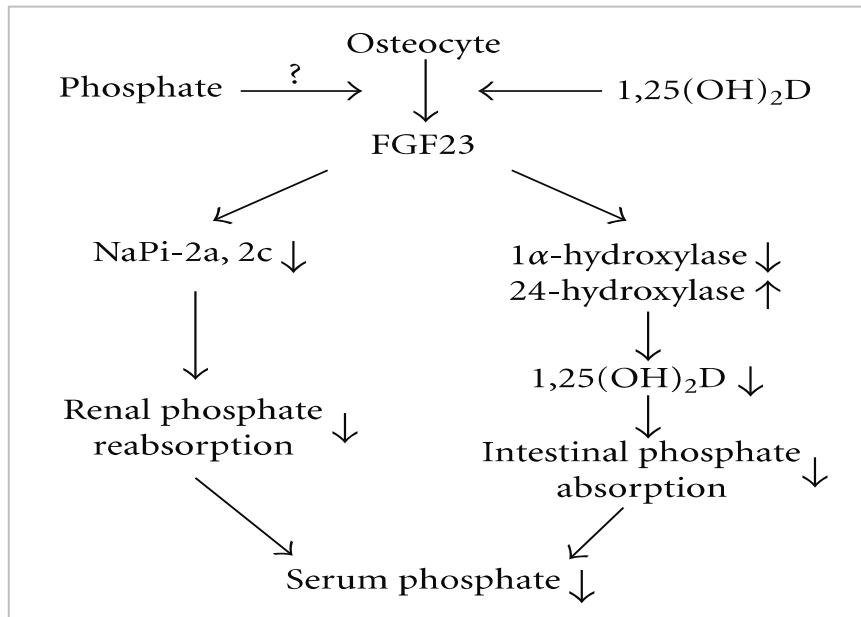 Osteocyte
?
Phosphate
1,25(OH)₂D
FGF23
NaPi-2a, 2c ↓
1α-hydroxylase ↓
24-hydroxylase ↑
1,25(OH)₂D ↓
Renal phosphate
reabsorption ↓
Intestinal phosphate
absorption ↓
Serum phosphate ↓